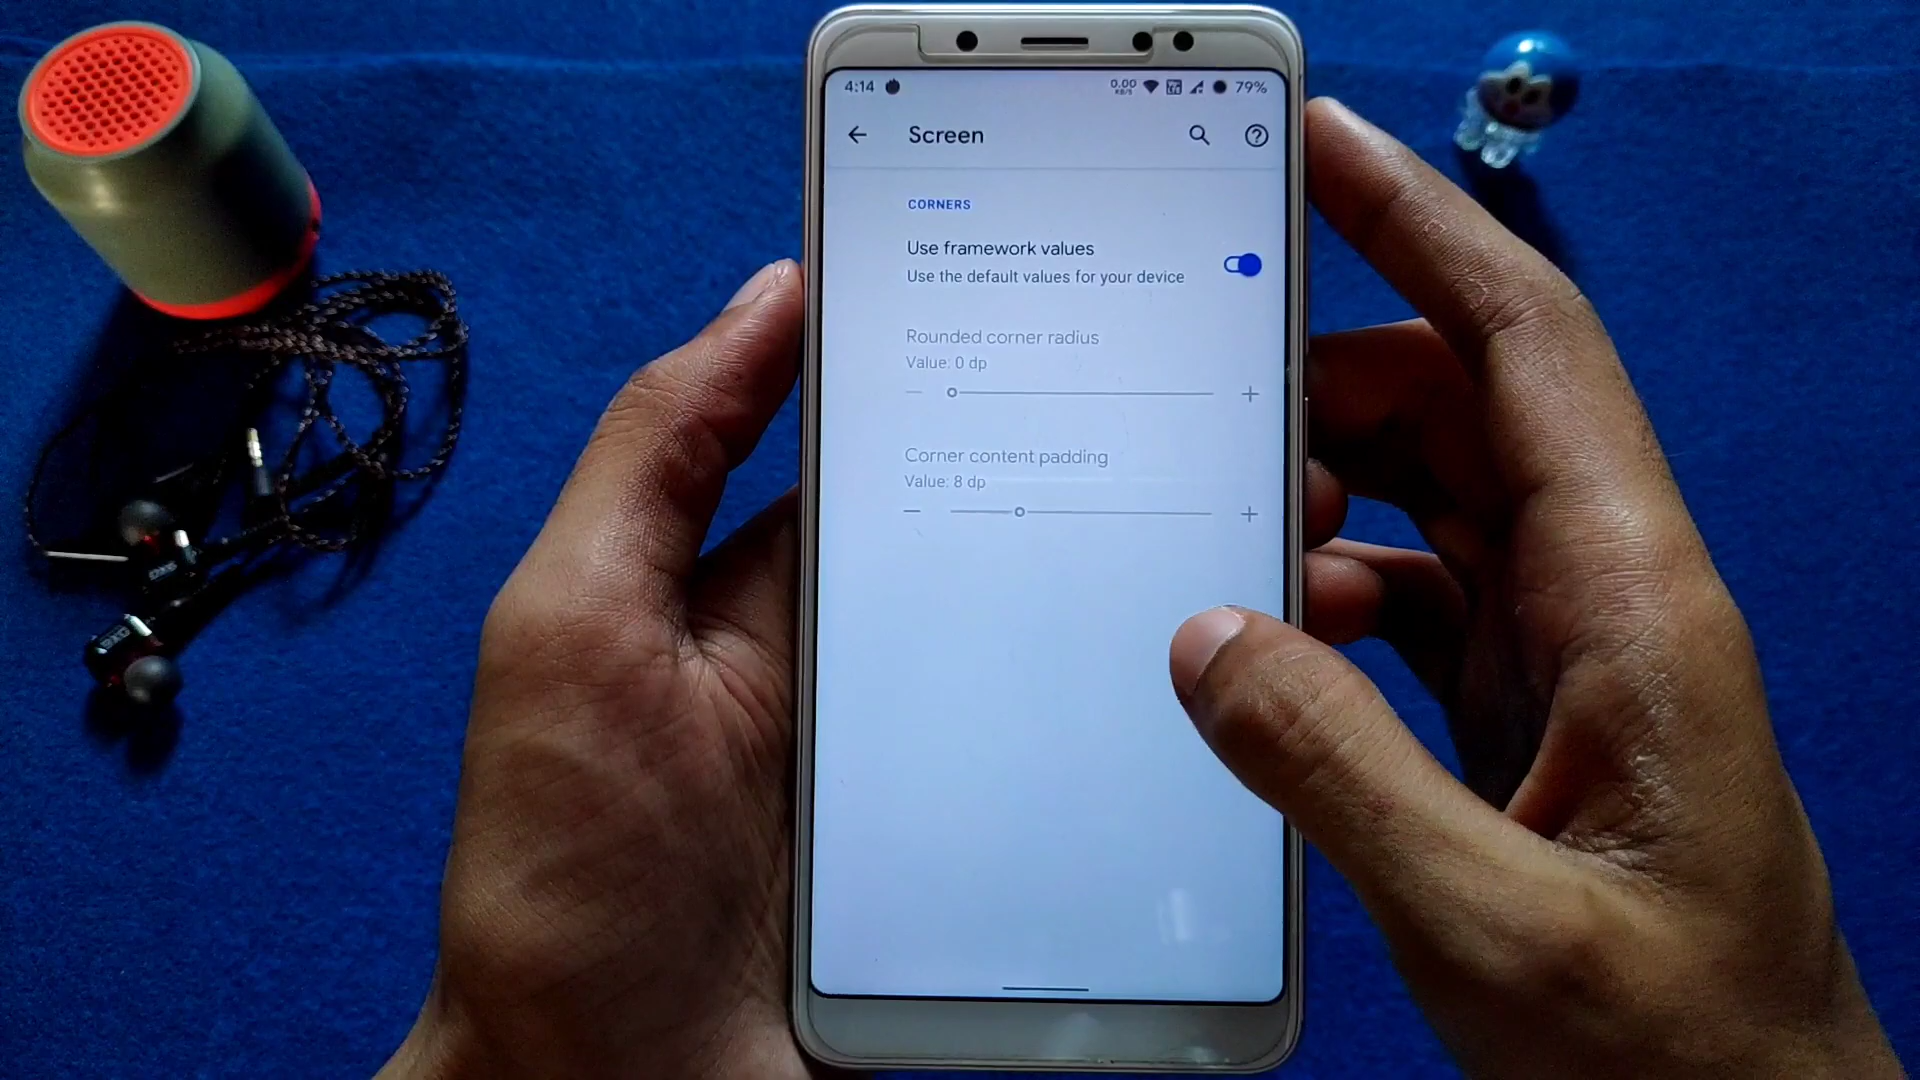 4:14 0.00 KB/S 79%
Screen
CORNERS
Use framework values
Use the default values for your device
Rounded corner radius
Value: 0 dp
Corner content padding
Value: 8 dp